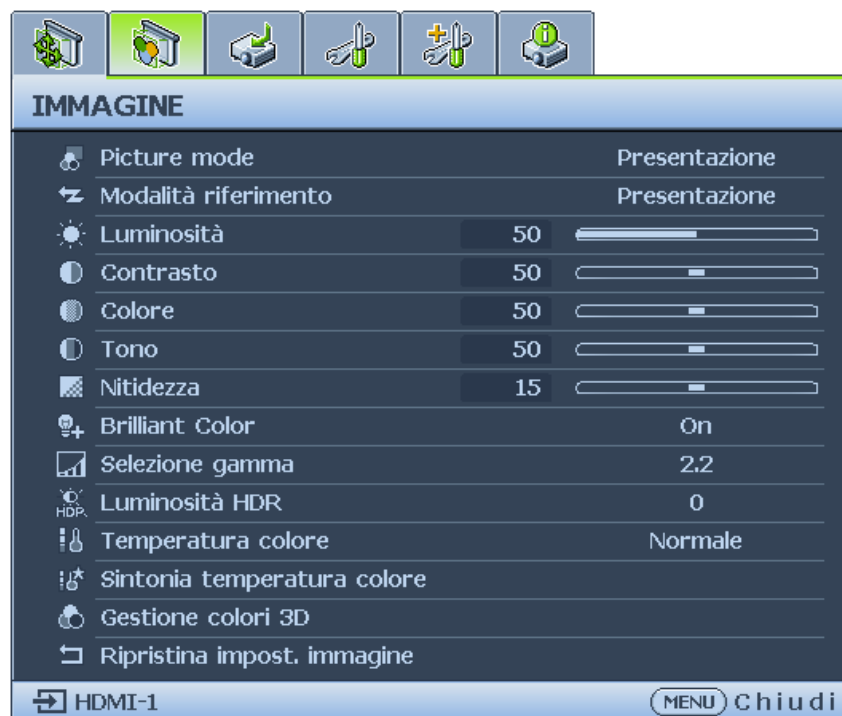 IMMAGINE
Picture mode Presentazione
Modalità riferimento Presentazione
Luminosità 50
Contrasto 50
Colore 50
Tono 50
Nitidezza 15
Brilliant Color On
Selezione gamma 2.2
HDR Luminosità HDR 0
Temperatura colore Normale
Sintonia temperatura colore
Gestione colori 3D
Ripristina impost. immagine
HDMI-1 MENU Chiudi